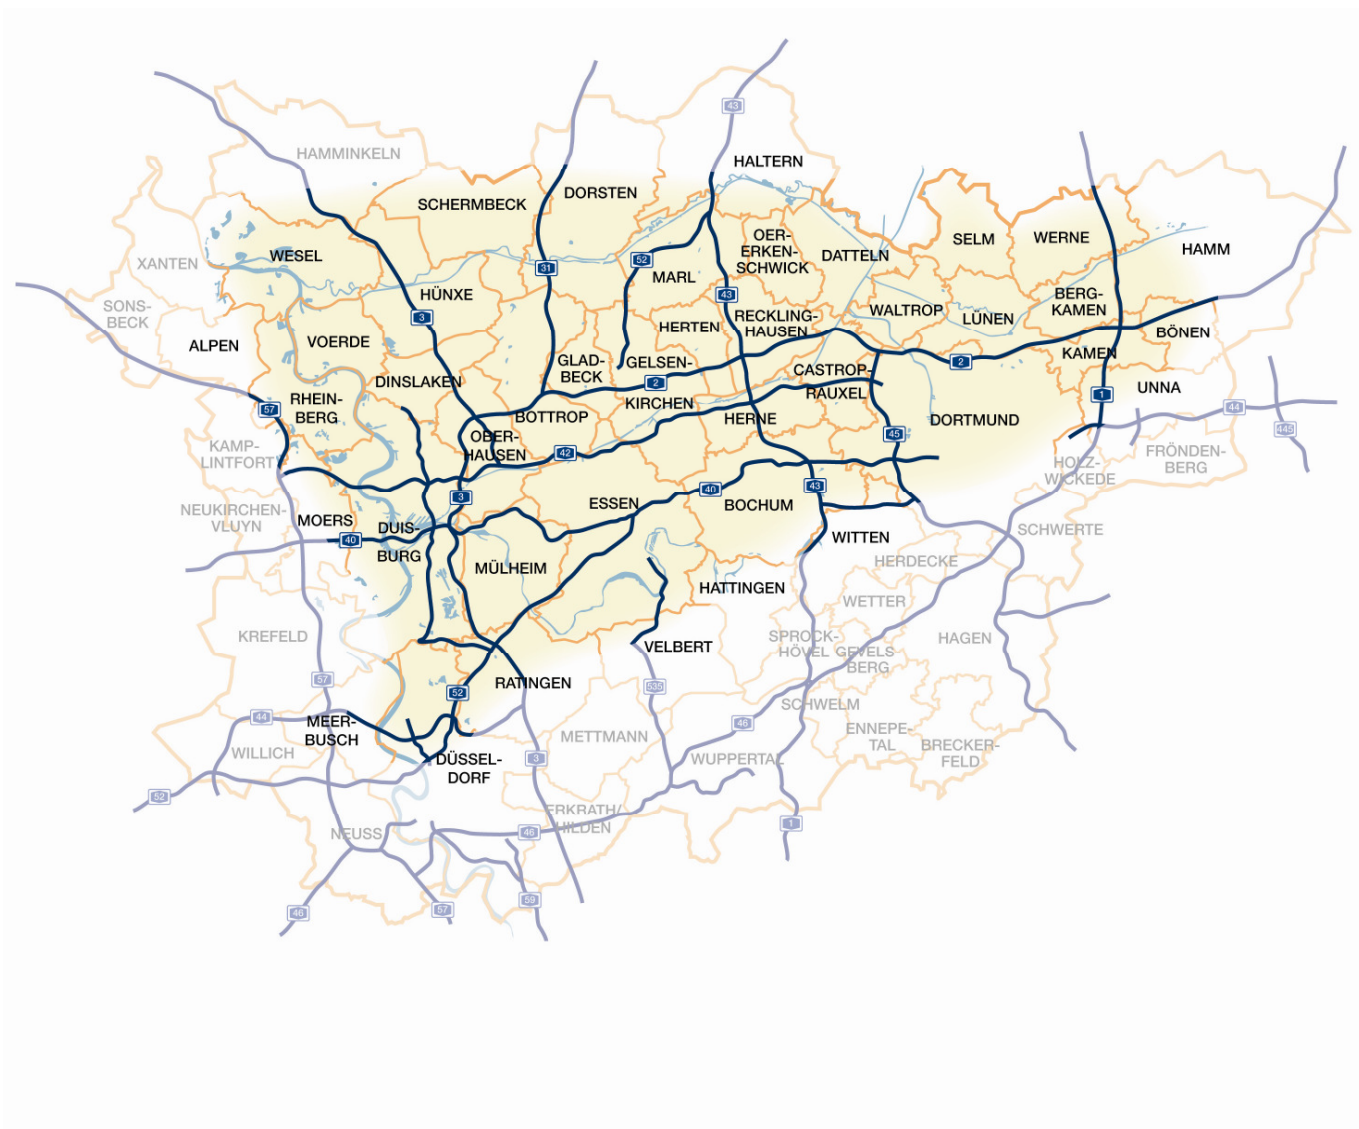 43
HAMMINKELN
HALTERN
DORSTEN
SCHERMBECK
OER-
ERKEN-
SCHWICK
SELM
WERNE
HAMM
WESEL
XANTEN
DATTELN
31
52
MARL
HÜNXE
43
BERG-
KAMEN
SONS-
BECK
3
RECKLING-
HAUSEN
WALTROP
LÜNEN
BÖNEN
ALPEN
VOERDE
HERTEN
KAMEN
GLAD-
BECK
GELSEN-
KIRCHEN
2
CASTROP-
RAUXEL
2
DINSLAKEN
UNNA
1
57
RHEIN-
BERG
BOTTROP
HERNE
DORTMUND
44
445
45
OBER-
HAUSEN
42
KAMP-
LINTFORT
FRÖNDEN-
BERG
HOLZ-
WICKEDE
3
40
43
ESSEN
BOCHUM
NEUKIRCHEN-
VLUYN
MOERS
DUIS-
BURG
40
WITTEN
SCHWERTE
HERDECKE
MÜLHEIM
HATTINGEN
WETTER
KREFELD
SPROCK-
HÖVEL
GEVELS-
BERG
HAGEN
VELBERT
57
52
RATINGEN
535
SCHWELM
44
MEER-
BUSCH
46
METTMANN
ENNEPE-
TAL
BRECKER-
FELD
WILLICH
DÜSSEL-
DORF
3
WUPPERTAL
52
ERKRATH/
HILDEN
1
NEUSS
46
59
57
46